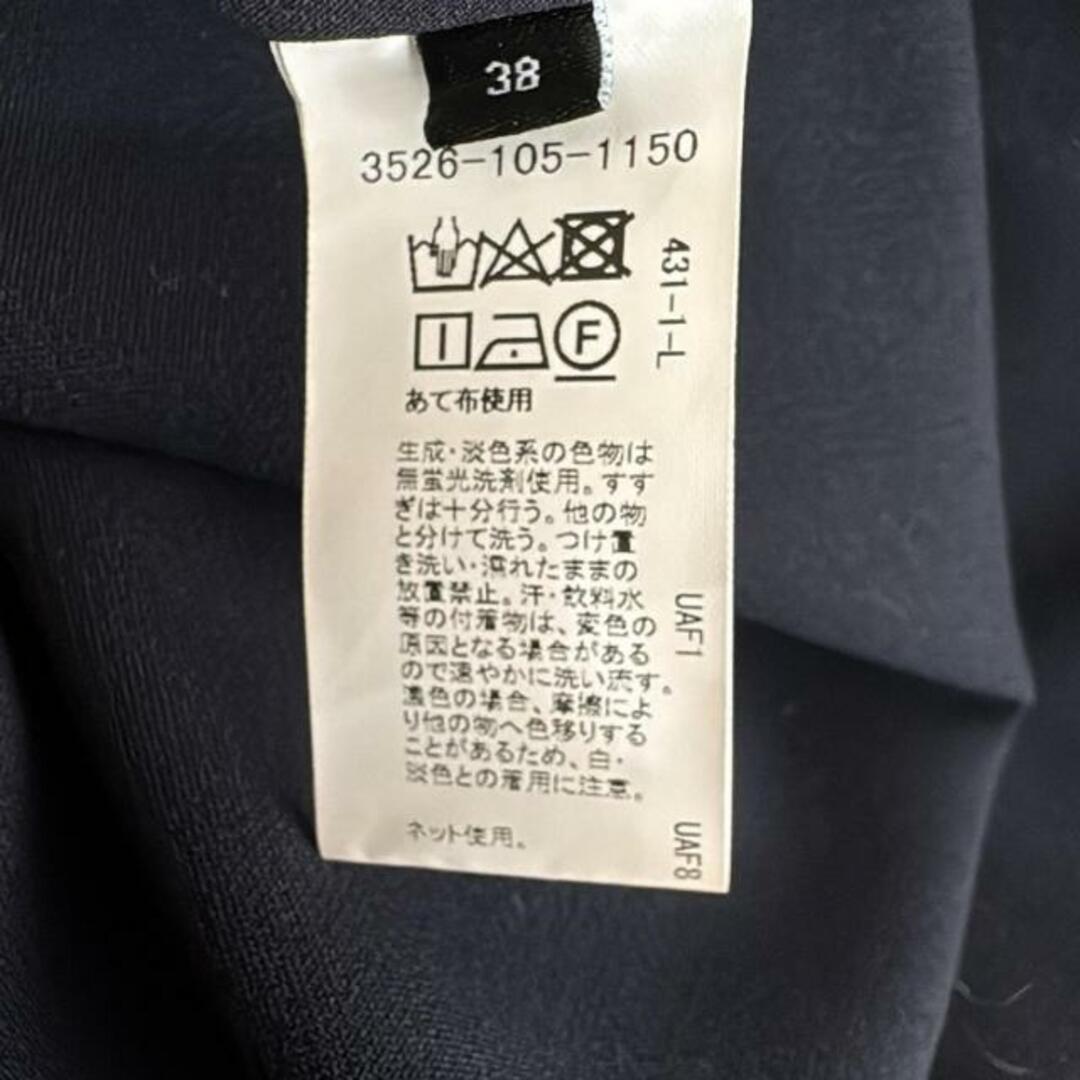 38
3526-105-1150
431-1-L
F
あて布使用
生成・淡色系の色物は
無蛍光洗剤使用。すす
ぎは十分行う。他の物
と分けて洗う。つけ置
き洗い・濡れたままの
放置禁止。汗・飲料水
等の付着物は、変色の
原因となる場合がある
ので速やかに洗い流す。
濃色の場合、摩擦によ
り他の物へ色移りする
ことがあるため、白・
淡色との着用に注意。
ネット使用。
UAF1
UAF8